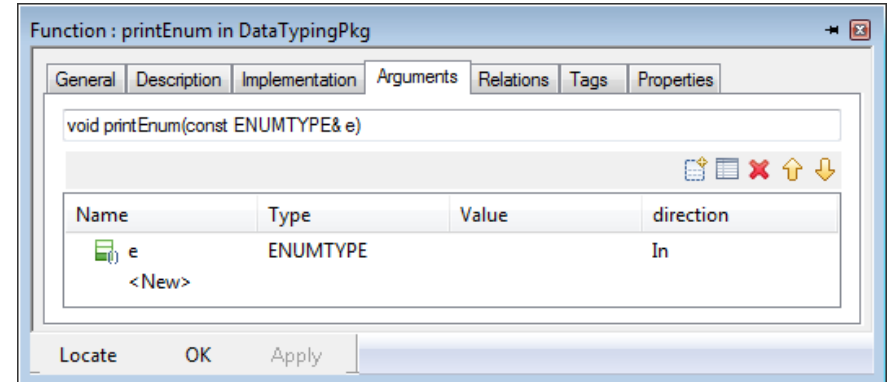 Function : printEnum in DataTypingPkg
General Description Implementation Arguments Relations Tags Properties
void printEnum(const ENUMTYPE& e)
Name Type Value direction
e ENUMTYPE In
<New>
Locate OK Apply